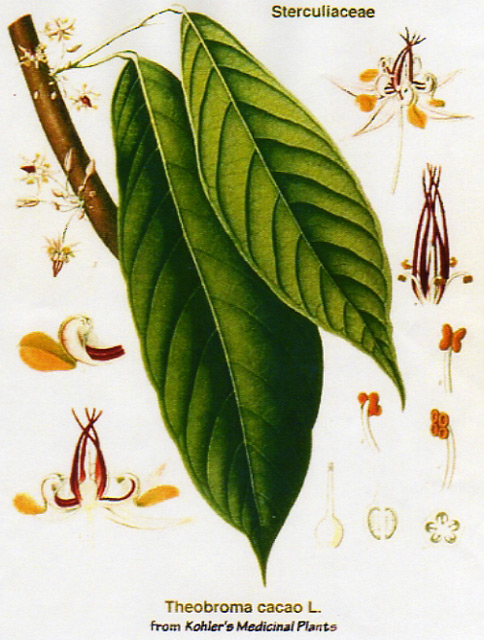 Sterculiaceae
Theobroma cacao L.
from Kohler's Medicinal Plants